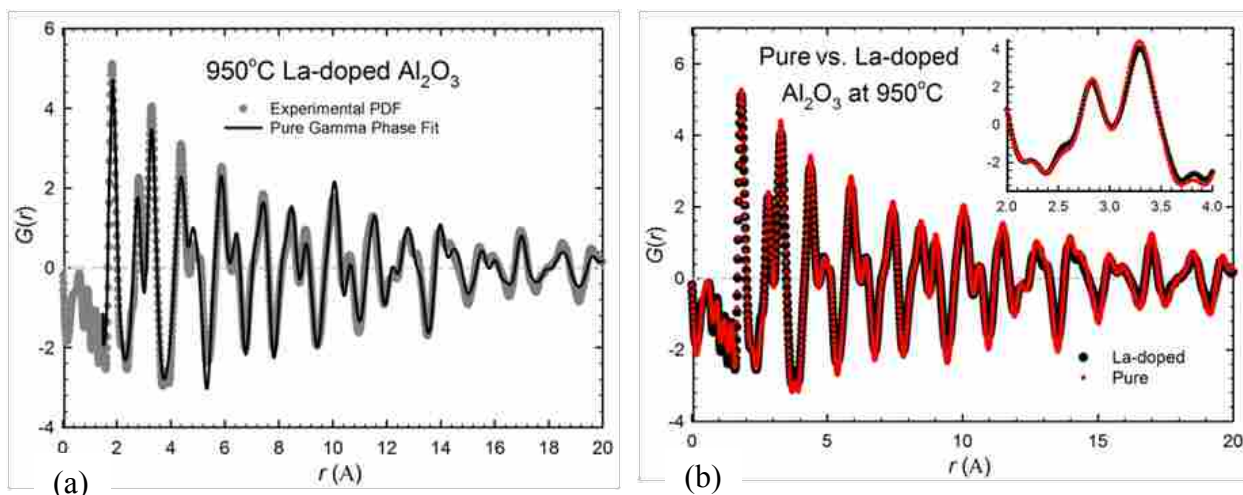 950°C La-doped Al₂O₃
Experimental PDF
Pure Gamma Phase Fit
G(r)
6
4
2
0
-2
-4
0 2 4 6 8 10 12 14 16 18 20
r (A)
(a)
Pure vs. La-doped
Al₂O₃ at 950°C
G(r)
6
4
2
0
-2
-4
4
2
0
-2
2.0 2.5 3.0 3.5 4.0
La-doped
Pure
0 5 10 15 20
r (A)
(b)